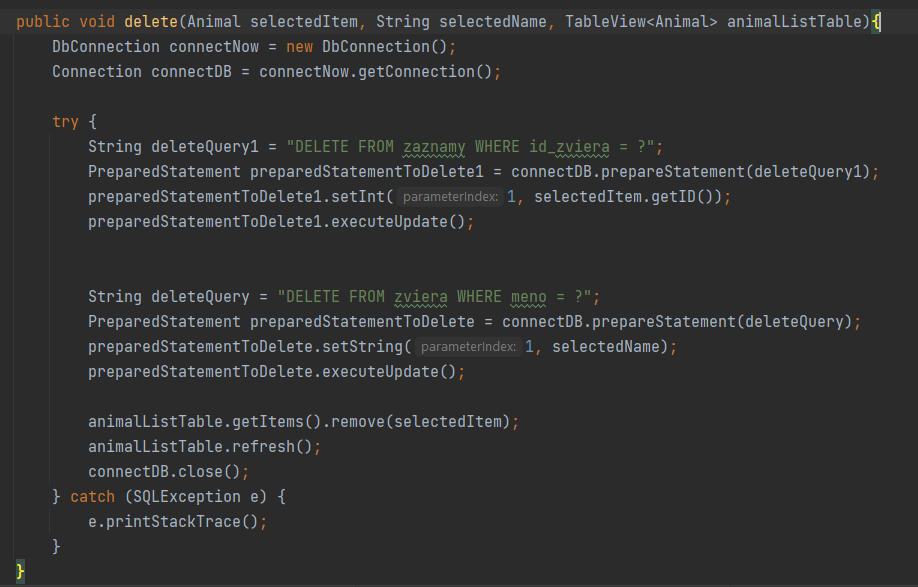 public void delete(Animal selectedItem, String selectedName, TableView<Animal> animalListTable){
DbConnection connectNow = new DbConnection();
Connection connectDB = connectNow.getConnection();
try {
String deleteQuery1 = "DELETE FROM zaznamy WHERE id_zviera = ?";
PreparedStatement preparedStatementToDelete1 = connectDB.prepareStatement(deleteQuery1);
preparedStatementToDelete1.setInt( parameterIndex: 1, selectedItem.getID());
preparedStatementToDelete1.executeUpdate();
String deleteQuery = "DELETE FROM zviera WHERE meno = ?";
PreparedStatement preparedStatementToDelete = connectDB.prepareStatement(deleteQuery);
preparedStatementToDelete.setString( parameterIndex: 1, selectedName);
preparedStatementToDelete.executeUpdate();
animalListTable.getItems().remove(selectedItem);
animalListTable.refresh();
connectDB.close();
} catch (SQLException e) {
e.printStackTrace();
}
}